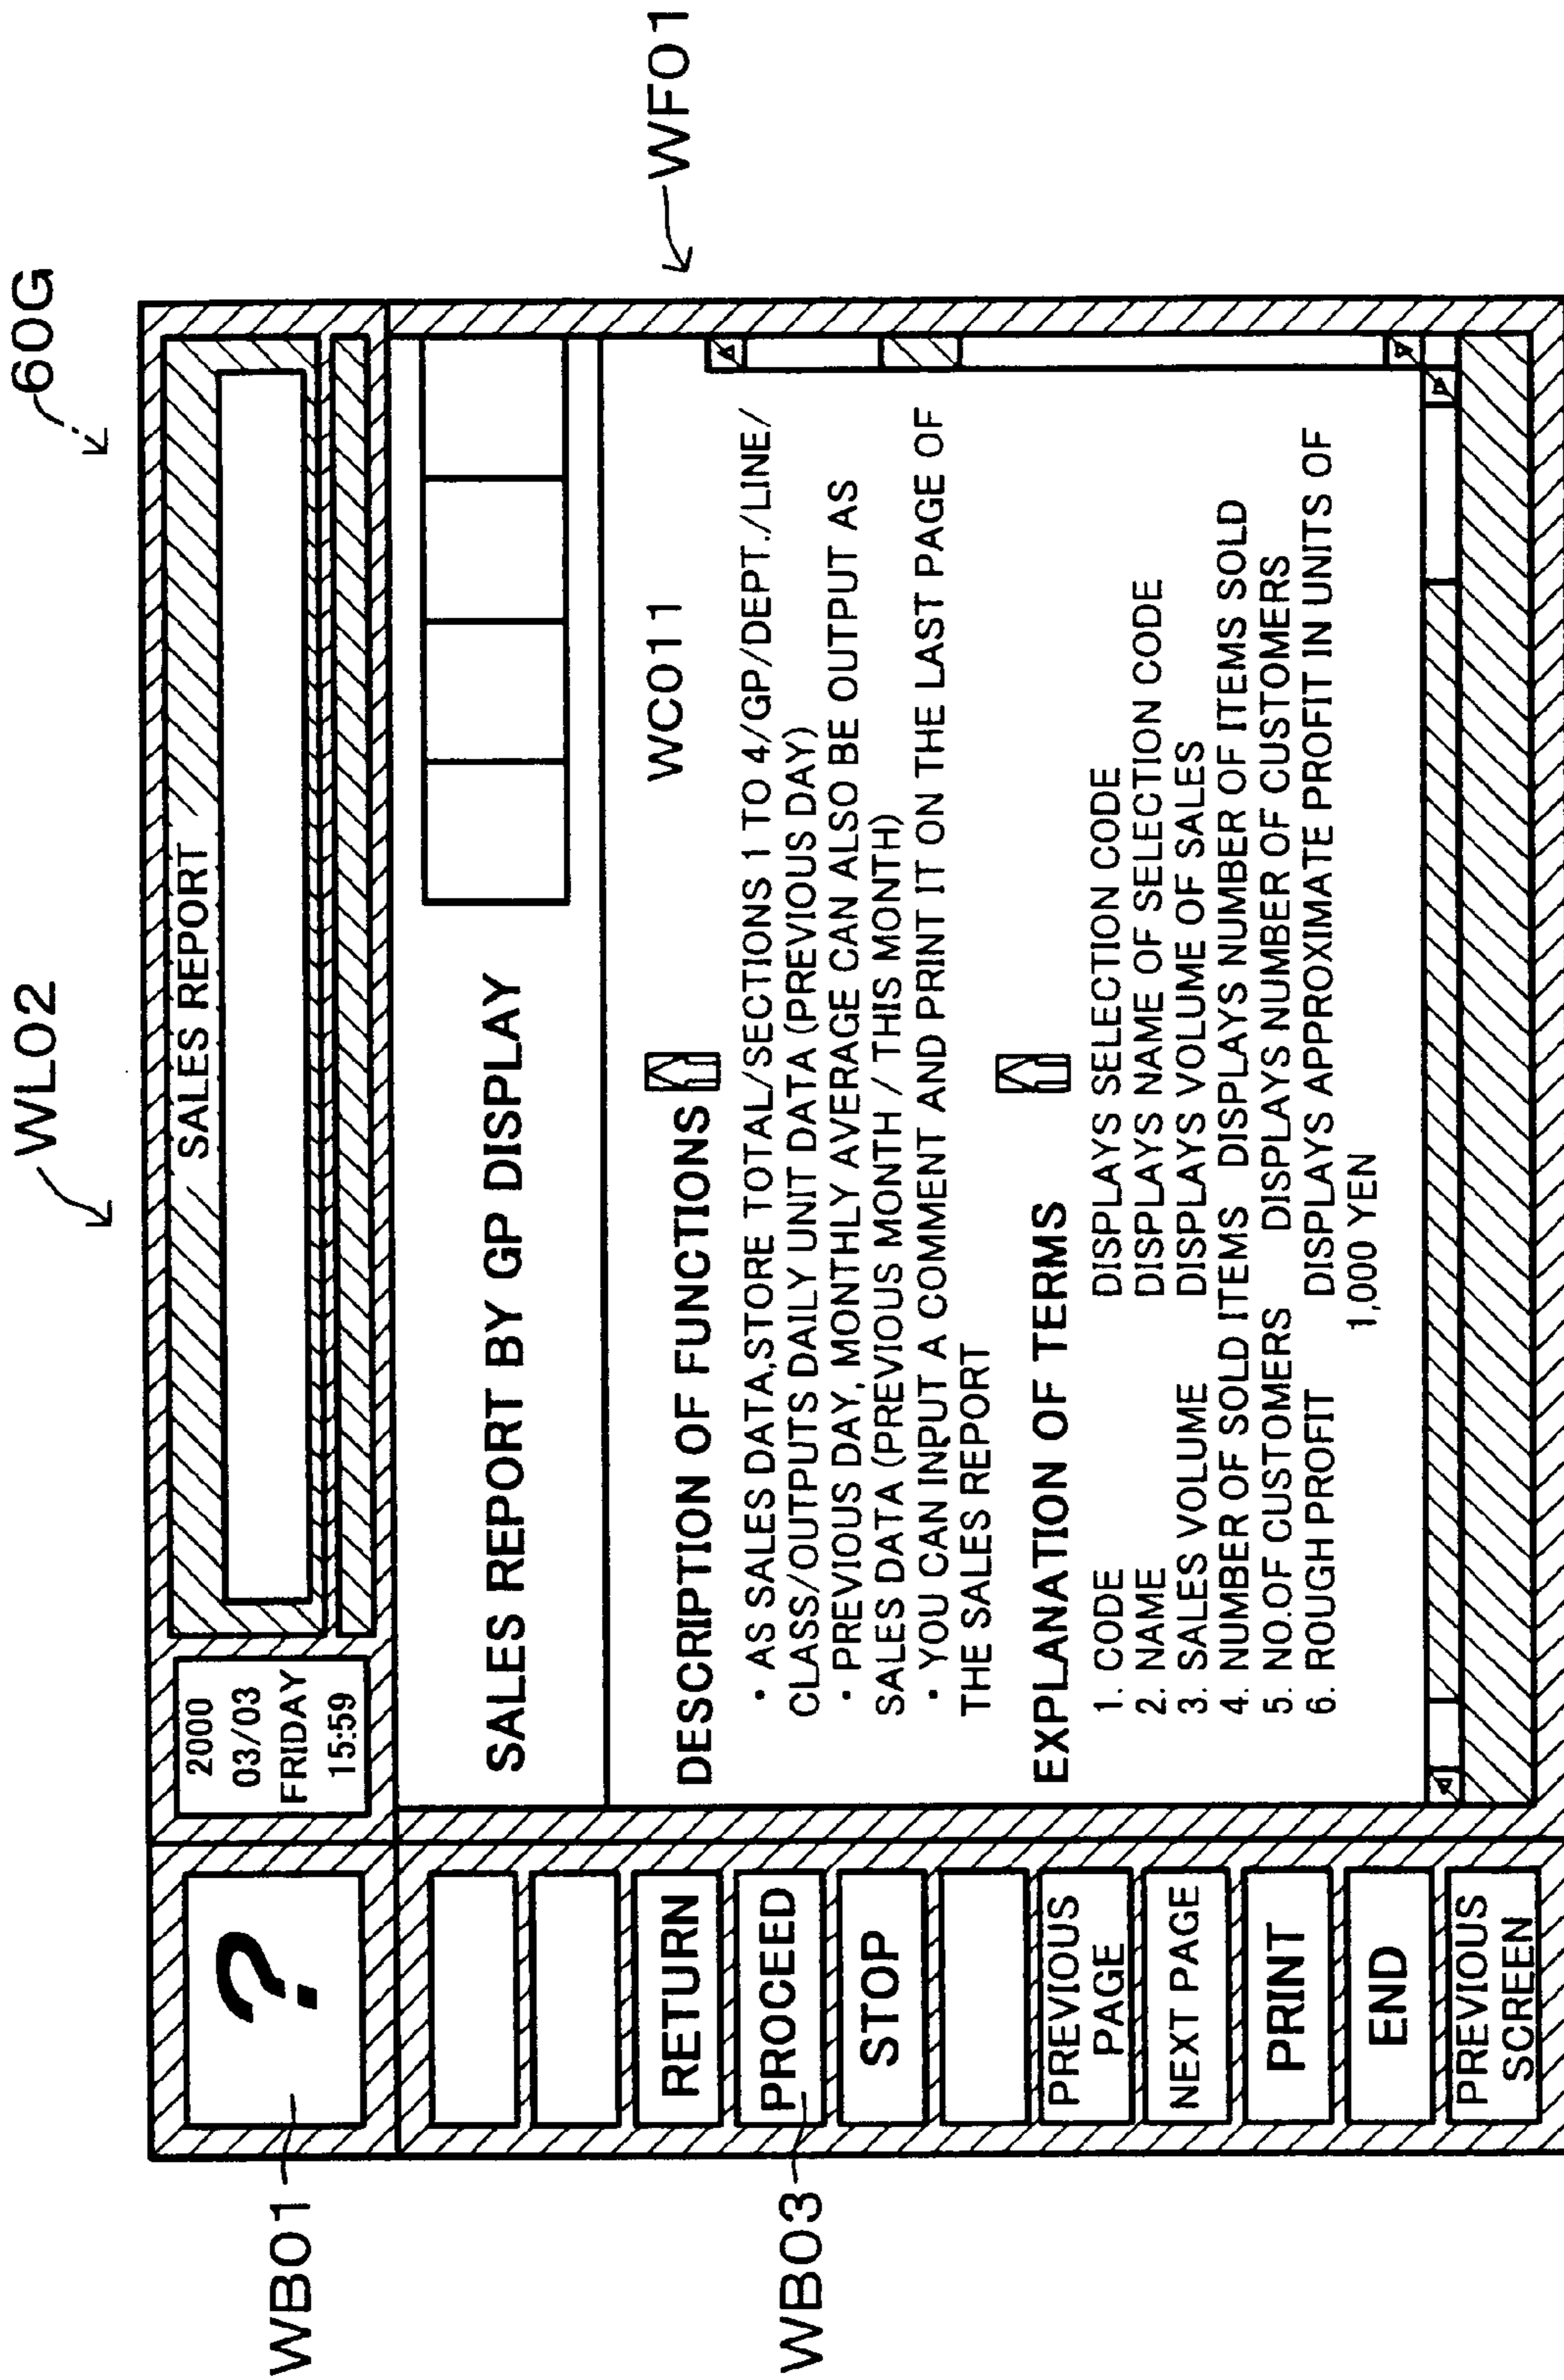 WL02
60G
WB01
?
2000
03/03
FRIDAY
15:59
SALES REPORT
RETURN
PROCEED
WB03
STOP
PREVIOUS
PAGE
NEXT PAGE
PRINT
END
PREVIOUS
SCREEN
SALES REPORT BY GP DISPLAY
WF01
DESCRIPTION OF FUNCTIONS
WC011
• AS SALES DATA,STORE TOTAL/SECTIONS 1 TO 4/GP/DEPT./LINE/
CLASS/OUTPUTS DAILY UNIT DATA (PREVIOUS DAY)
• PREVIOUS DAY, MONTHLY AVERAGE CAN ALSO BE OUTPUT AS
SALES DATA (PREVIOUS MONTH / THIS MONTH)
• YOU CAN INPUT A COMMENT AND PRINT IT ON THE LAST PAGE OF
THE SALES REPORT
EXPLANATION OF TERMS
1. CODE DISPLAYS SELECTION CODE
2. NAME DISPLAYS NAME OF SELECTION CODE
3. SALES VOLUME DISPLAYS VOLUME OF SALES
4. NUMBER OF SOLD ITEMS DISPLAYS NUMBER OF ITEMS SOLD
5. NO.OF CUSTOMERS DISPLAYS NUMBER OF CUSTOMERS
6. ROUGH PROFIT DISPLAYS APPROXIMATE PROFIT IN UNITS OF
1,000 YEN